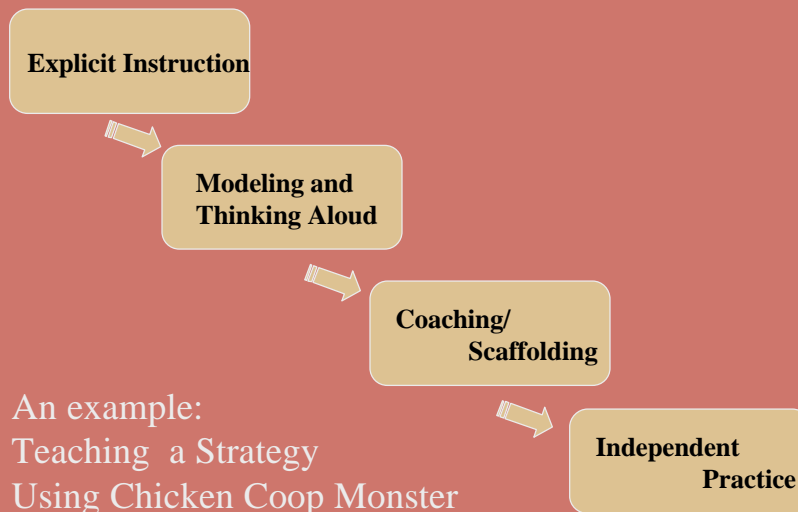 Explicit Instruction
Modeling and
Thinking Aloud
Coaching/
Scaffolding
Independent
Practice
An example:
Teaching a Strategy
Using Chicken Coop Monster